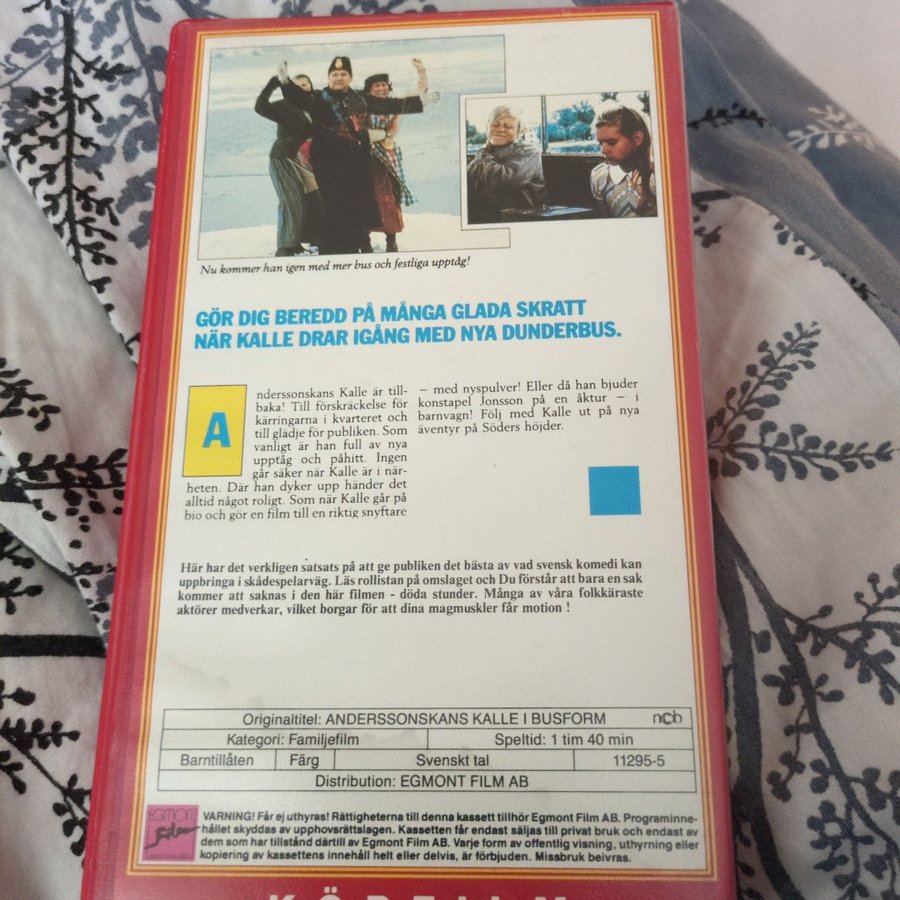 Nu kommer han igen med mer bus och festliga upptåg!
GÖR DIG BEREDD PÅ MÅNGA GLADA SKRATT
NÄR KALLE DRAR IGÅNG MED NYA DUNDERBUS.
A
nderssonskans Kalle är till-
baka! Till förskräckelse för
kärringarna i kvarteret och
till glädje för publiken. Som
vanligt är han full av nya
upptåg och påhitt. Ingen
går säker när Kalle är i när-
heten. Där han dyker upp händer det
alltid något roligt. Som när Kalle går på
bio och gör en film till en riktig snyftare
– med nyspulver! Eller då han bjuder
konstapel Jonsson på en åktur – i
barnvagn! Följ med Kalle ut på nya
äventyr på Söders höjder.
Här har det verkligen satsats på att ge publiken det bästa av vad svensk komedi kan
uppbringa i skådespelarväg. Läs rollistan på omslaget och Du förstår att bara en sak
kommer att saknas i den här filmen - döda stunder. Många av våra folkkäraste
aktörer medverkar, vilket borgar för att dina magmuskler får motion !
Originaltitel: ANDERSSONSKANS KALLE I BUSFORM ncb
Kategori: Familjefilm Speltid: 1 tim 40 min
Barntillåten Färg Svenskt tal 11295-5
Distribution: EGMONT FILM AB
EGMONT
Film
VARNING! Får ej uthyras! Rättigheterna till denna kassett tillhör Egmont Film AB. Programinne-
hållet skyddas av upphovsrättslagen. Kassetten får endast säljas till privat bruk och endast av
dem som har tillstånd därtill av Egmont Film AB. Varje form av offentlig visning, uthyrning eller
kopiering av kassettens innehåll helt eller delvis, är förbjuden. Missbruk beivras.
KÖPFILM